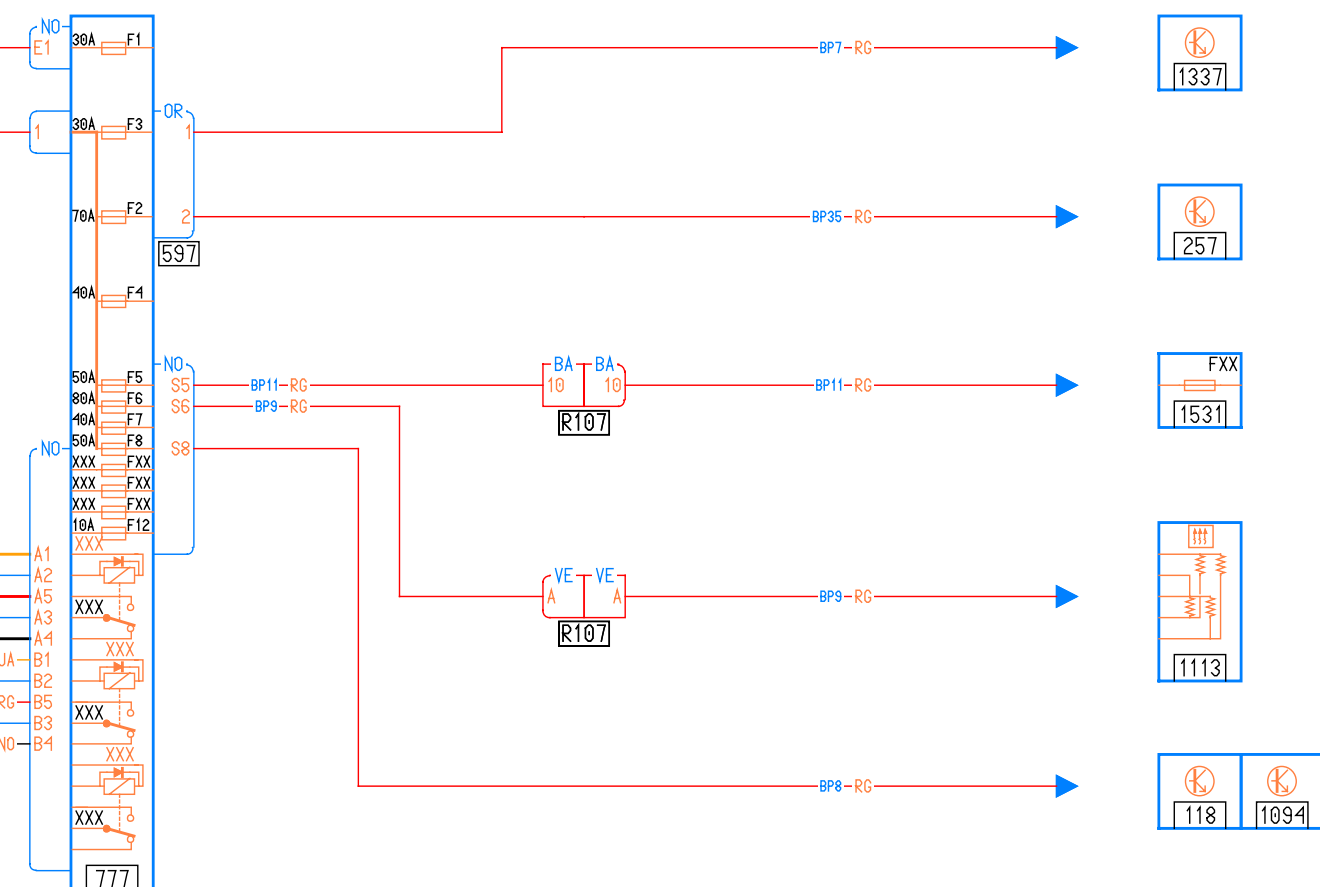 NO
30A F1
E1
BP7 RG
1337
OR
30A F3
1
1
70A F2
2
BP35 RG
257
597
40A F4
NO
BA BA
FXX
50A F5
S5
BP11 RG
10 10
BP11 RG
80A F6
S6
BP9 RG
1531
40A F7
R107
50A F8
NO
S8
XXX FXX
XXX FXX
XXX FXX
10A F12
XXX
A1
A2
VE VE
A5
A A
BP9 RG
XXX
A3
A4
R107
XXX
UA B1
1113
B2
RG B5
XXX
B3
NO B4
XXX
BP8 RG
XXX
118 1094
777